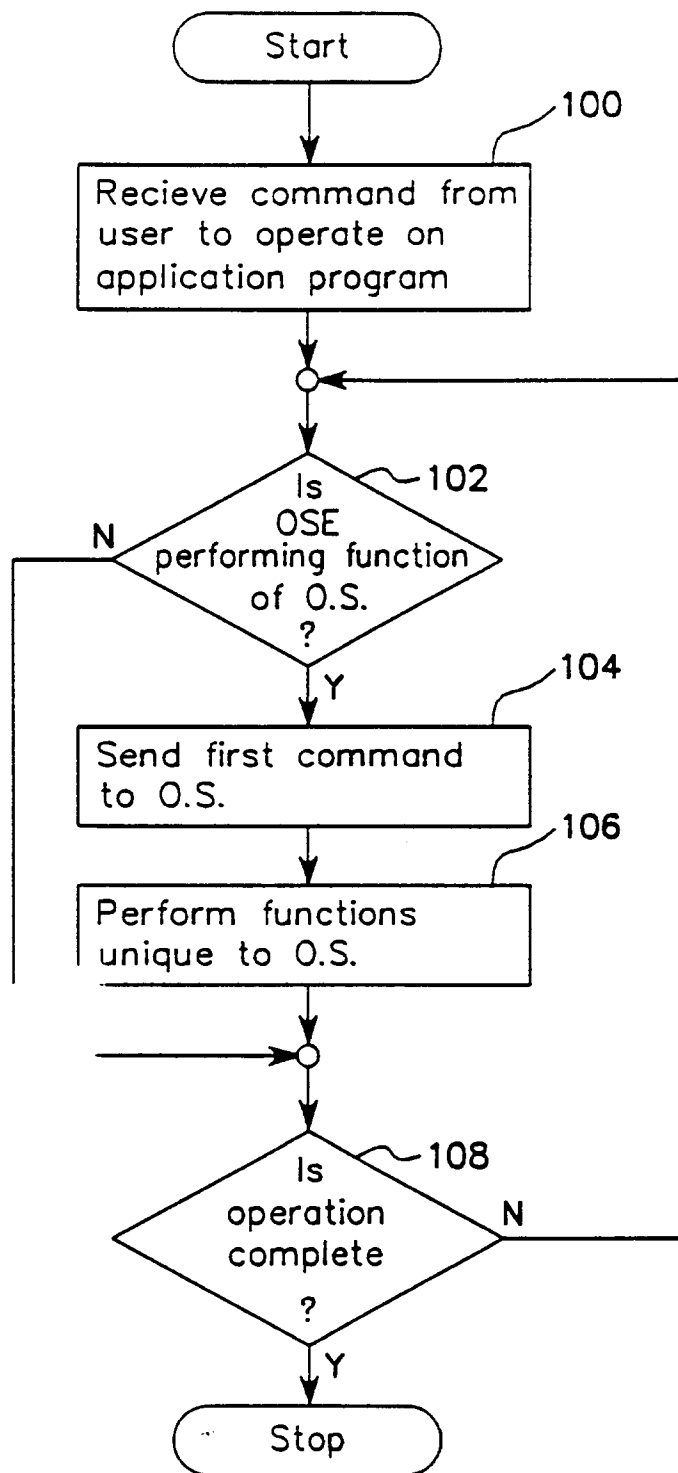 Start
100
Recieve command from
user to operate on
application program
102
Is
OSE
performing function
of O.S.
?
N
Y
104
Send first command
to O.S.
106
Perform functions
unique to O.S.
108
Is
operation
complete
?
N
Y
Stop